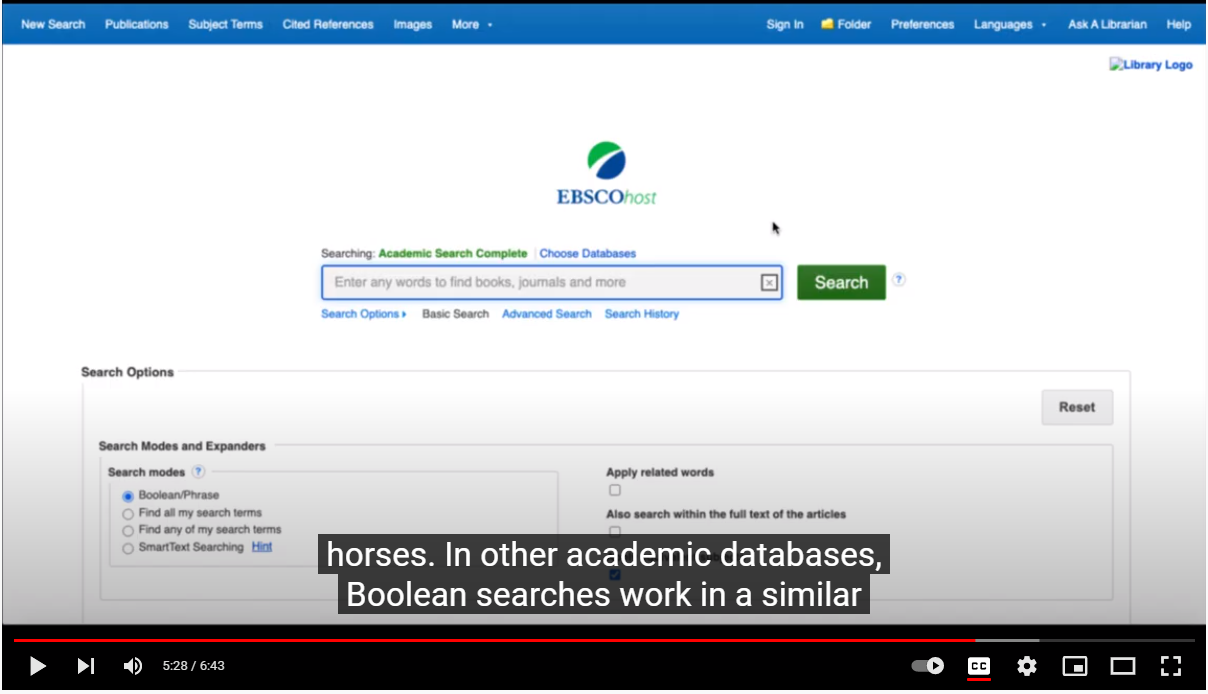 New Search Publications Subject Terms Cited References Images More Sign In Folder Preferences Languages Ask A Librarian Help
Library Logo
EBSCOhost
Searching: Academic Search Complete Choose Databases
Enter any words to find books, journals and more
Search
?
Search Options Basic Search Advanced Search Search History
Search Options
Reset
Search Modes and Expanders
Search modes ?
Boolean/Phrase
Find all my search terms
Find any of my search terms
SmartText Searching Hint
Apply related words
Also search within the full text of the articles
horses. In other academic databases,
Boolean searches work in a similar
5:28 / 6:43
CC